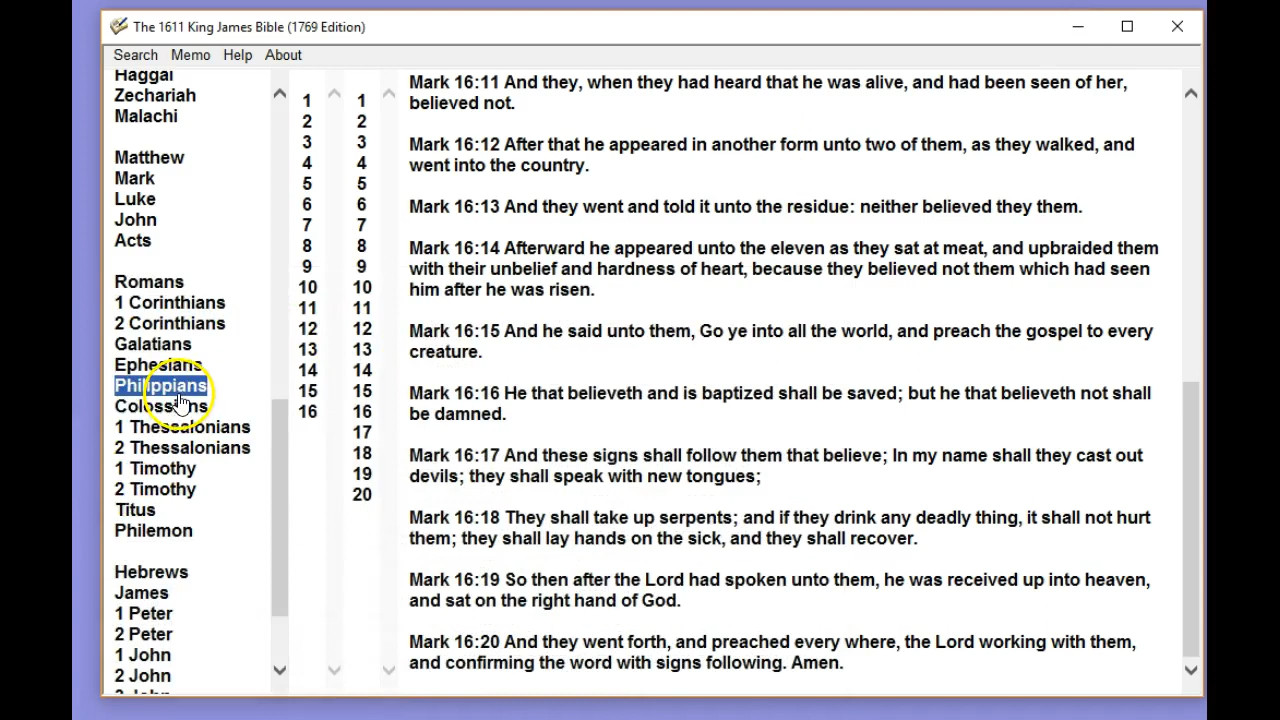 The 1611 King James Bible (1769 Edition)
Search Memo Help About
Haggai
Zechariah
Malachi
Matthew
Mark
Luke
John
Acts
Romans
1 Corinthians
2 Corinthians
Galatians
Ephesians
Philippians
Colossians
1 Thessalonians
2 Thessalonians
1 Timothy
2 Timothy
Titus
Philemon
Hebrews
James
1 Peter
2 Peter
1 John
2 John
3 John
1
2
3
4
5
6
7
8
9
10
11
12
13
14
15
16
1
2
3
4
5
6
7
8
9
10
11
12
13
14
15
16
17
18
19
20
Mark 16:11 And they, when they had heard that he was alive, and had been seen of her,
believed not.
Mark 16:12 After that he appeared in another form unto two of them, as they walked, and
went into the country.
Mark 16:13 And they went and told it unto the residue: neither believed they them.
Mark 16:14 Afterward he appeared unto the eleven as they sat at meat, and upbraided them
with their unbelief and hardness of heart, because they believed not them which had seen
him after he was risen.
Mark 16:15 And he said unto them, Go ye into all the world, and preach the gospel to every
creature.
Mark 16:16 He that believeth and is baptized shall be saved; but he that believeth not shall
be damned.
Mark 16:17 And these signs shall follow them that believe; In my name shall they cast out
devils; they shall speak with new tongues;
Mark 16:18 They shall take up serpents; and if they drink any deadly thing, it shall not hurt
them; they shall lay hands on the sick, and they shall recover.
Mark 16:19 So then after the Lord had spoken unto them, he was received up into heaven,
and sat on the right hand of God.
Mark 16:20 And they went forth, and preached every where, the Lord working with them,
and confirming the word with signs following. Amen.